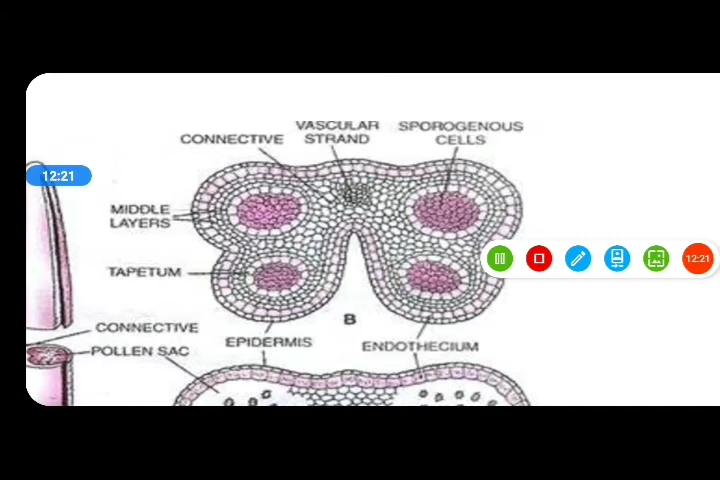 VASCULAR STRAND
SPOROGENOUS CELLS
CONNECTIVE
12:21
MIDDLE LAYERS
TAPETUM
12:21
B
CONNECTIVE
POLLEN SAC
EPIDERMIS
ENDOTHECIUM